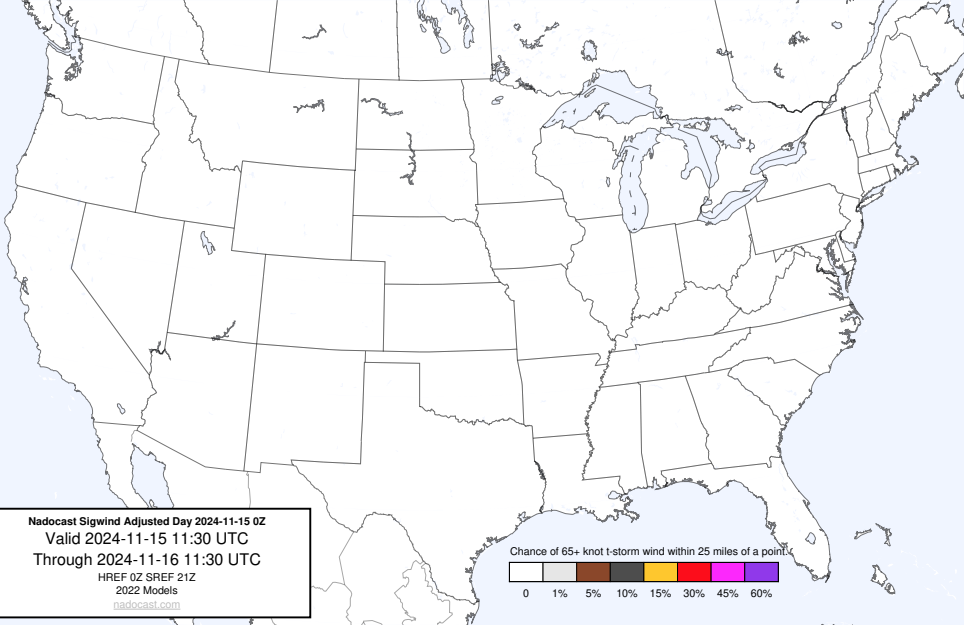 Nadocast Sigwind Adjusted Day 2024-11-15 0Z
Valid 2024-11-15 11:30 UTC
Through 2024-11-16 11:30 UTC
HREF 0Z SREF 21Z
2022 Models
nadocast.com
Chance of 65+ knot t-storm wind within 25 miles of a point.
0 1% 5% 10% 15% 30% 45% 60%